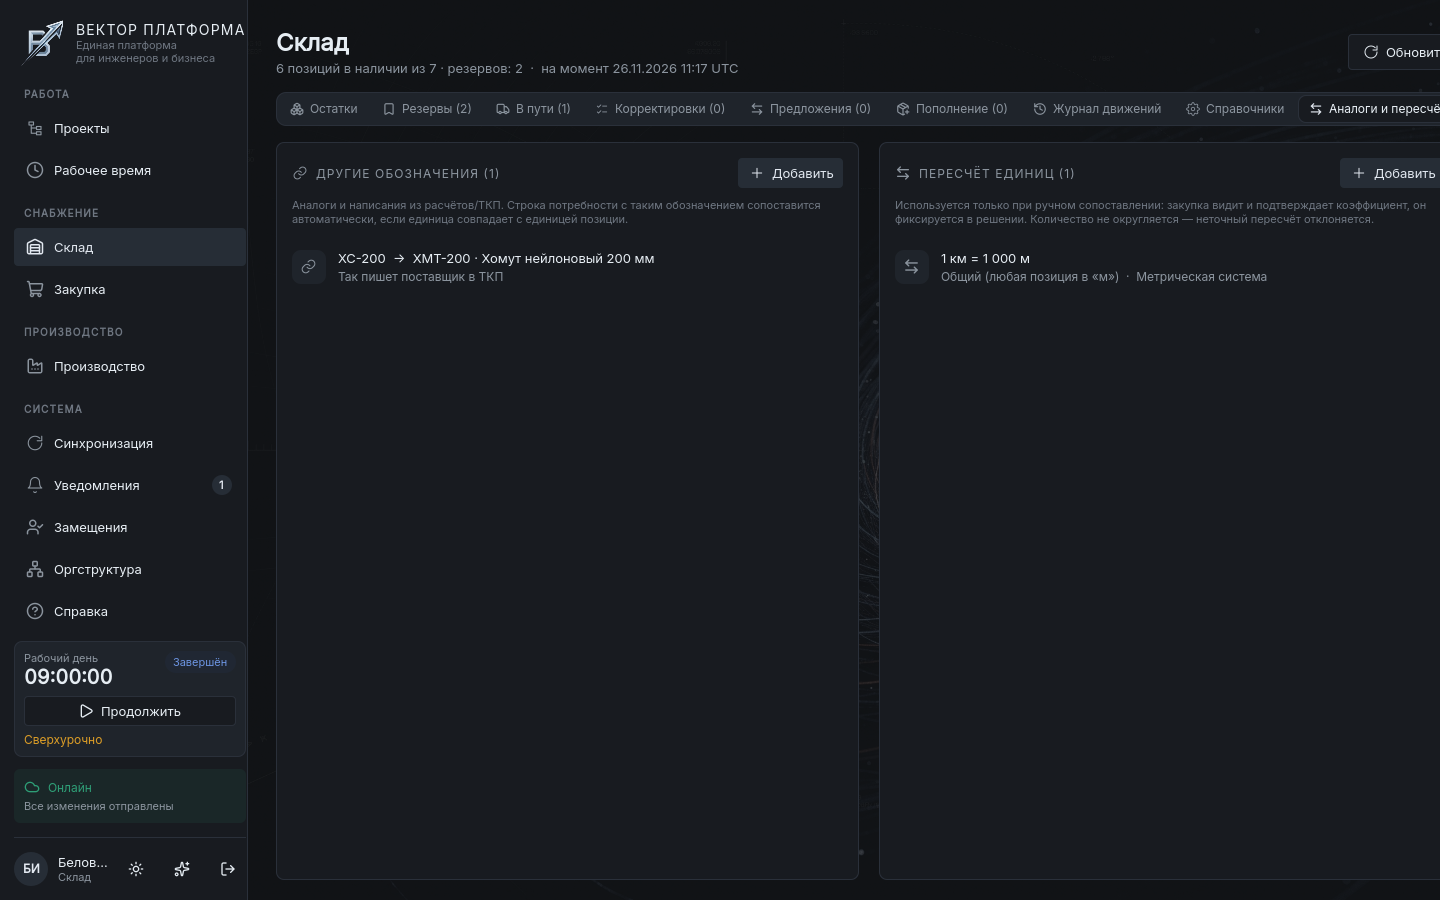 ВЕКТОР ПЛАТФОРМА
Единая платформа
для инженеров и бизнеса
РАБОТА
Проекты
Рабочее время
СНАБЖЕНИЕ
Склад
Закупка
ПРОИЗВОДСТВО
Производство
СИСТЕМА
Синхронизация
Уведомления 1
Замещения
Оргструктура
Справка
Рабочий день
Завершён
09:00:00
Продолжить
Сверхурочно
Онлайн
Все изменения отправлены
БИ
Белов...
Склад
Склад
6 позиций в наличии из 7 · резервов: 2 · на момент 26.11.2026 11:17 UTC
Обновит
Остатки
Резервы (2)
В пути (1)
Корректировки (0)
Предложения (0)
Пополнение (0)
Журнал движений
Справочники
Аналоги и пересчё
ДРУГИЕ ОБОЗНАЧЕНИЯ (1)
Добавить
Аналоги и написания из расчётов/ТКП. Строка потребности с таким обозначением сопоставится
автоматически, если единица совпадает с единицей позиции.
ХС-200 → ХМТ-200 · Хомут нейлоновый 200 мм
Так пишет поставщик в ТКП
ПЕРЕСЧЁТ ЕДИНИЦ (1)
Добавить
Используется только при ручном сопоставлении: закупка видит и подтверждает коэффициент, он
фиксируется в решении. Количество не округляется — неточный пересчёт отклоняется.
1 км = 1 000 м
Общий (любая позиция в «м») · Метрическая система